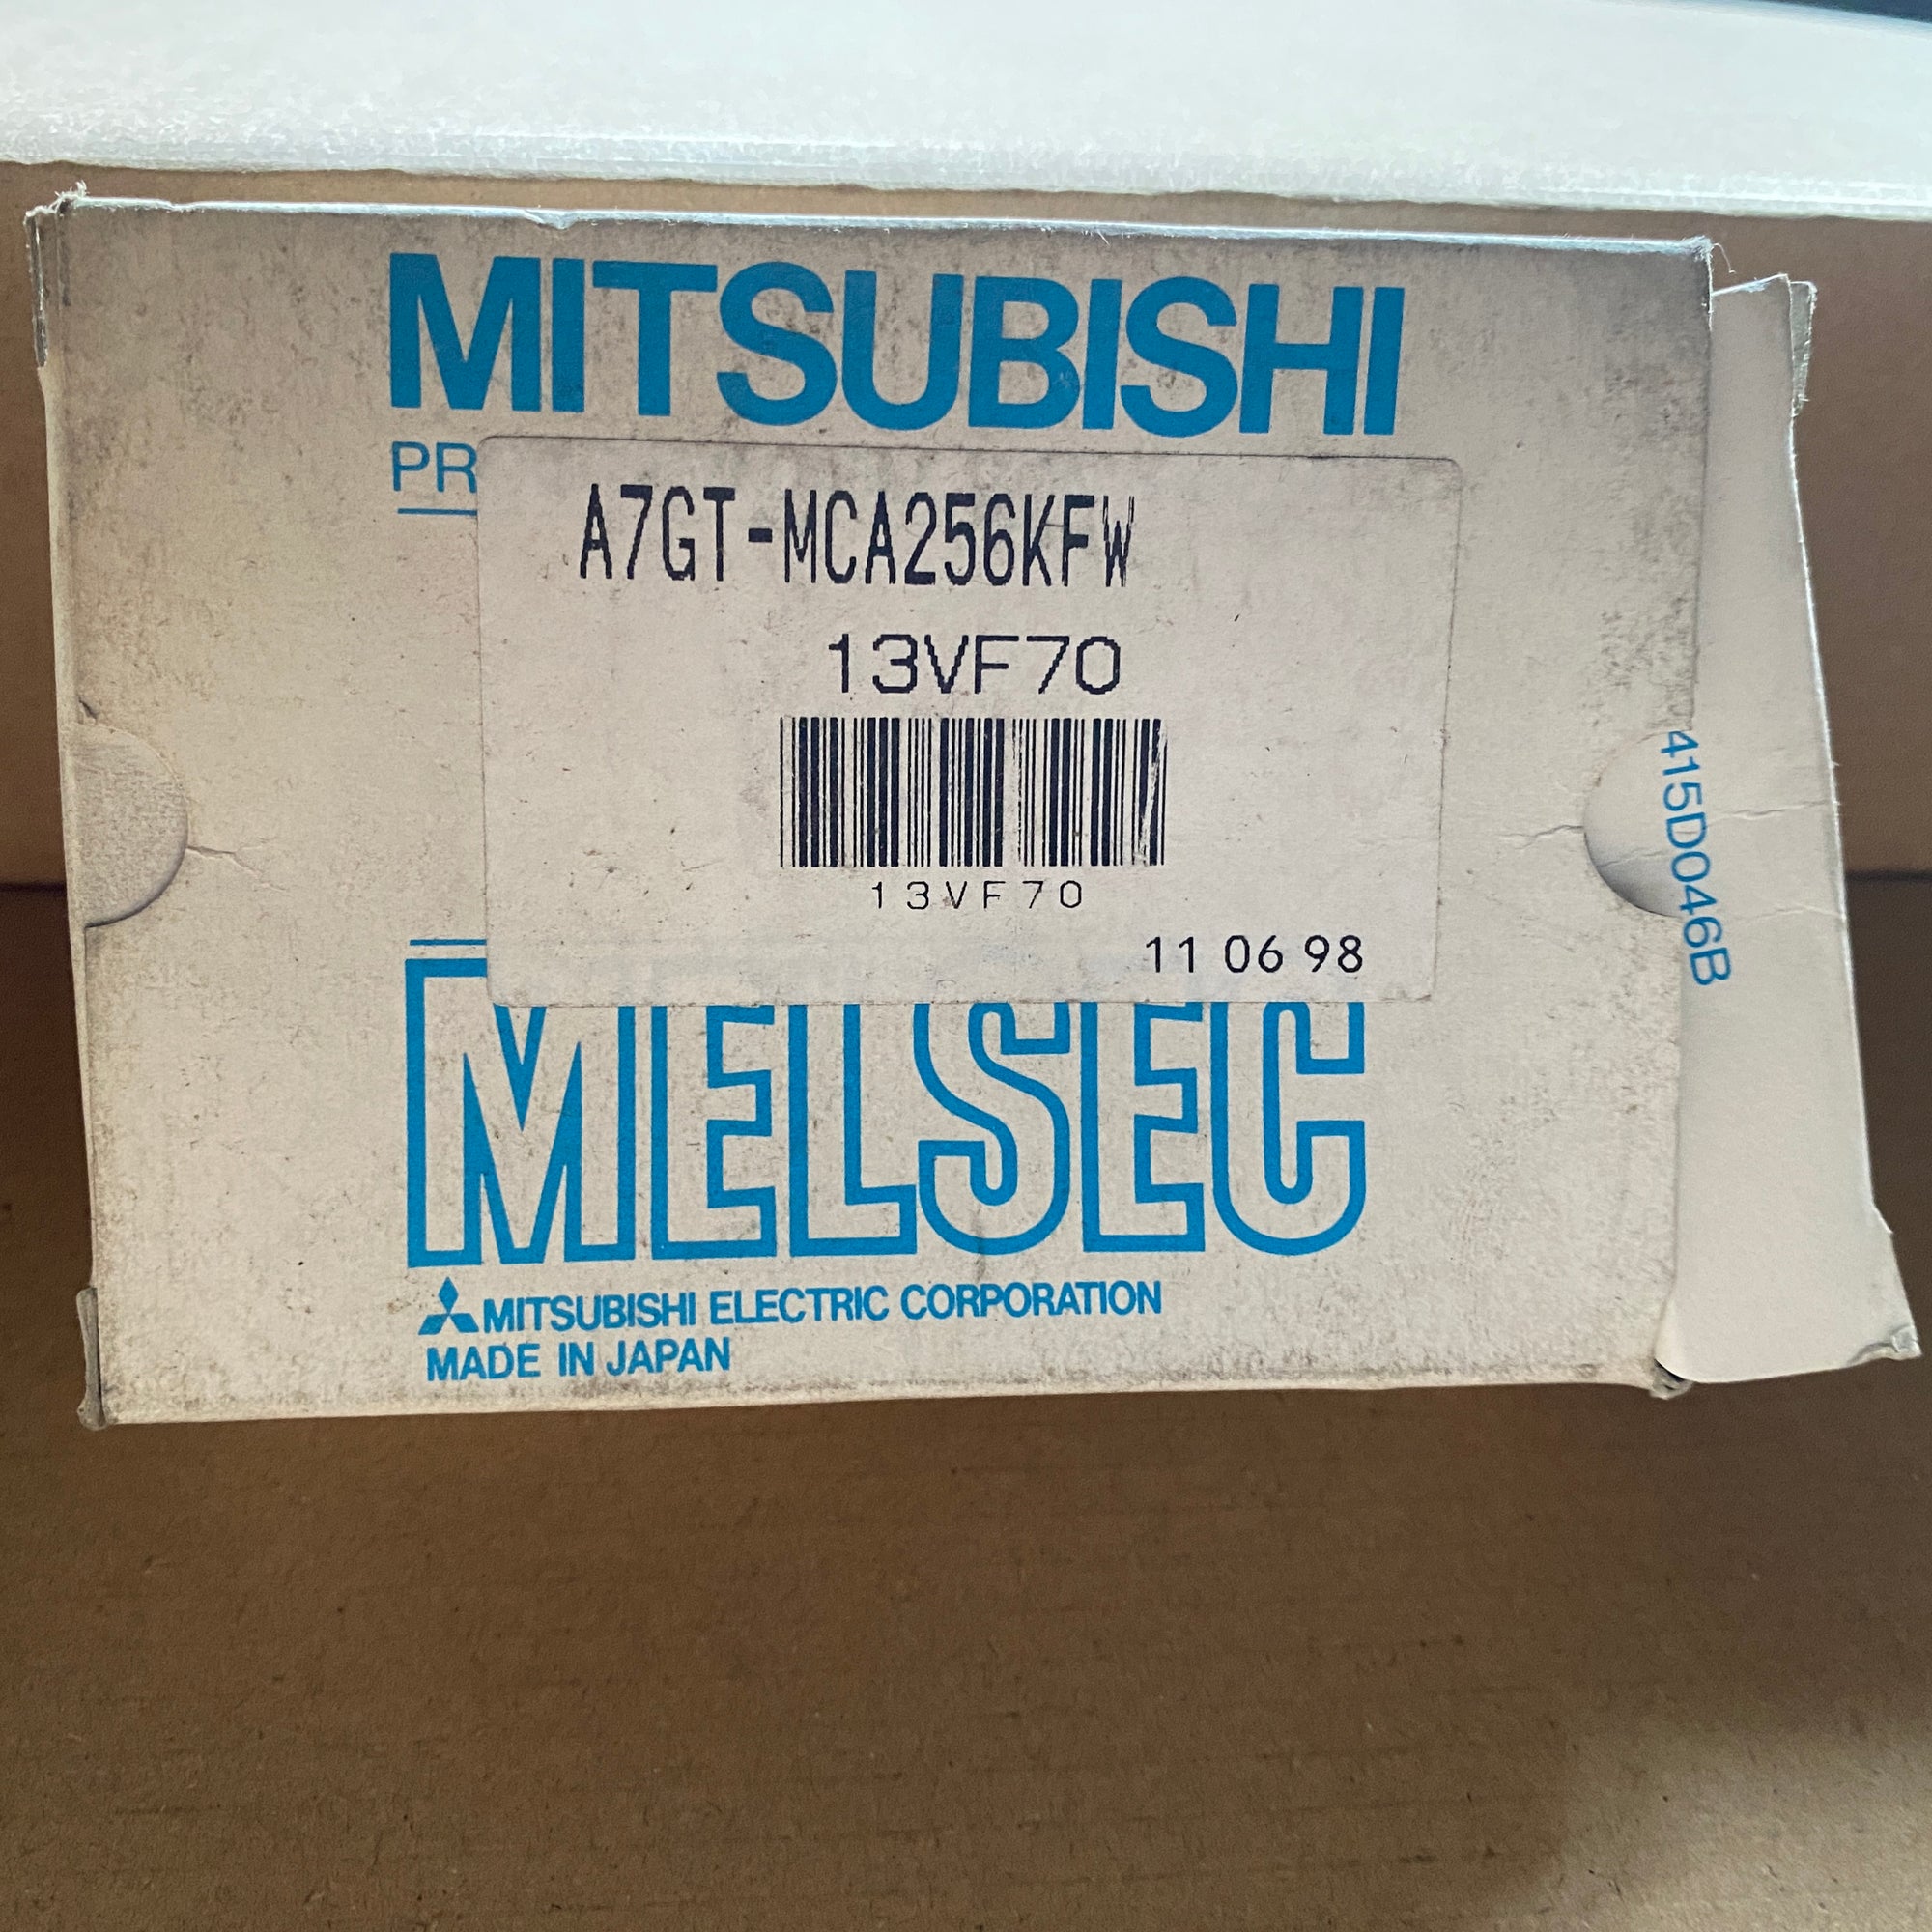 MITSUBISHI
PR
A7GT-MCA256KFW
13VF70
13VF70
11 06 98
MELSEC
MITSUBISHI ELECTRIC CORPORATION
MADE IN JAPAN
415D046B